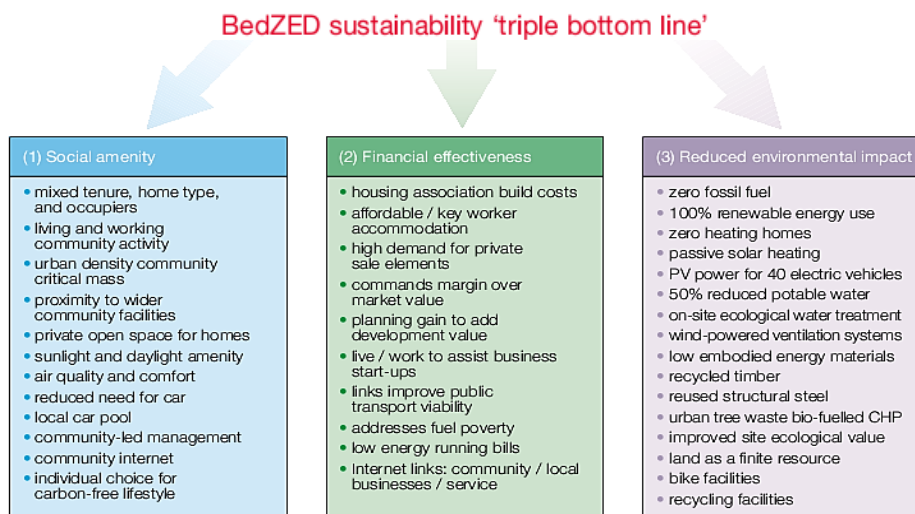 BedZED sustainability ‘triple bottom line’
(1) Social amenity
• mixed tenure, home type,
and occupiers
• living and working
community activity
• urban density community
critical mass
• proximity to wider
community facilities
• private open space for homes
• sunlight and daylight amenity
• air quality and comfort
• reduced need for car
• local car pool
• community-led management
• community internet
• individual choice for
carbon-free lifestyle
(2) Financial effectiveness
• housing association build costs
• affordable / key worker
accommodation
• high demand for private
sale elements
• commands margin over
market value
• planning gain to add
development value
• live / work to assist business
start-ups
• links improve public
transport viability
• addresses fuel poverty
• low energy running bills
• Internet links: community / local
businesses / service
(3) Reduced environmental impact
• zero fossil fuel
• 100% renewable energy use
• zero heating homes
• passive solar heating
• PV power for 40 electric vehicles
• 50% reduced potable water
• on-site ecological water treatment
• wind-powered ventilation systems
• low embodied energy materials
• recycled timber
• reused structural steel
• urban tree waste bio-fuelled CHP
• improved site ecological value
• land as a finite resource
• bike facilities
• recycling facilities